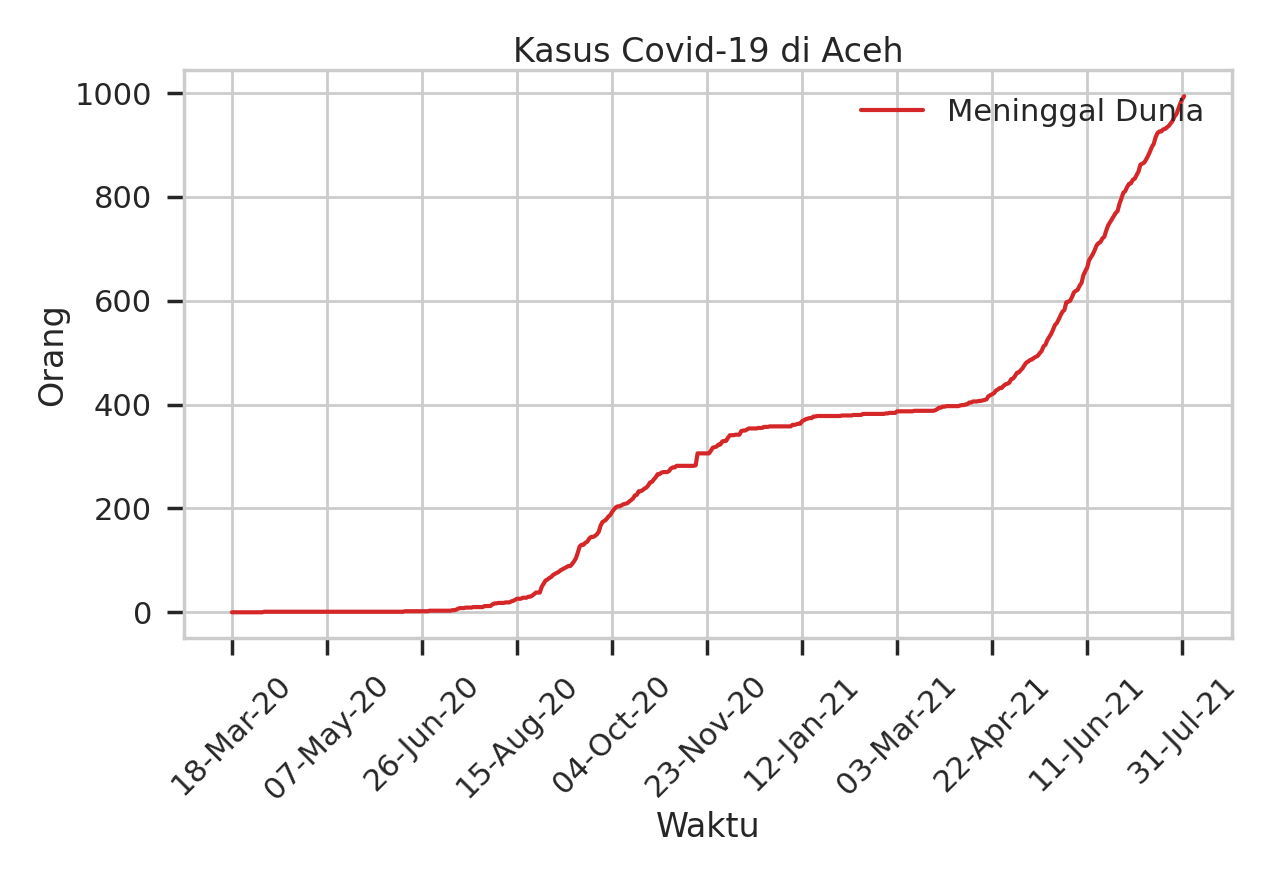 Kasus Covid-19 di Aceh
Meninggal Dunia
Orang
1000
800
600
400
200
0
18-Mar-20
07-May-20
26-Jun-20
15-Aug-20
04-Oct-20
23-Nov-20
12-Jan-21
03-Mar-21
22-Apr-21
11-Jun-21
31-Jul-21
Waktu